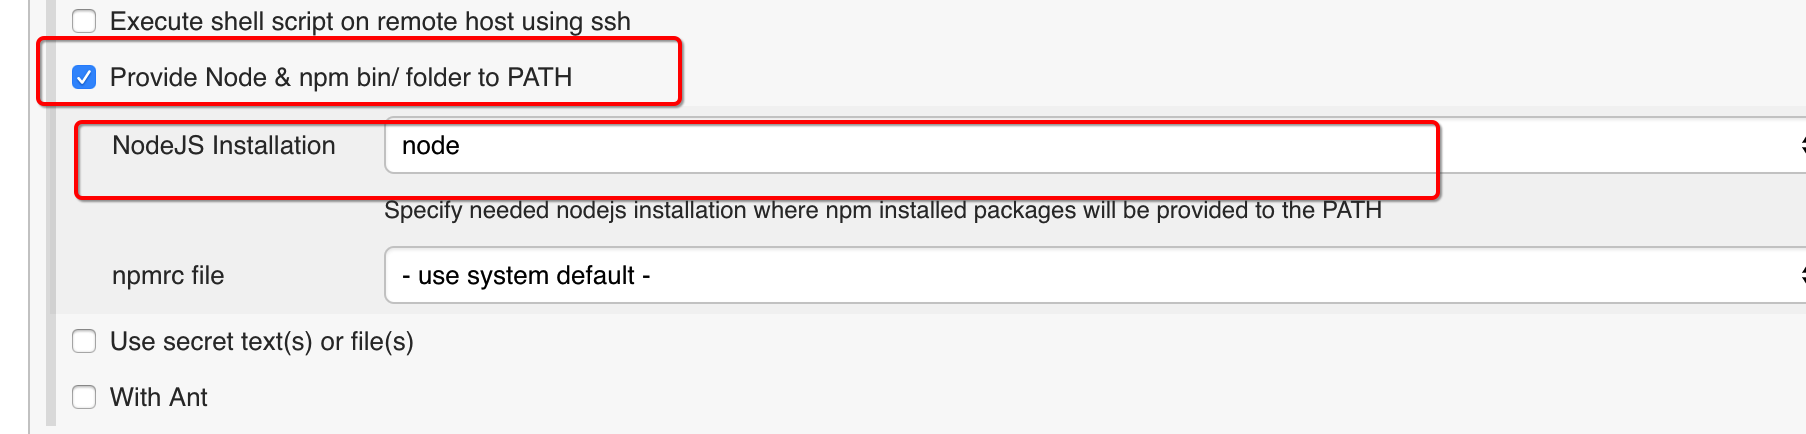 Execute shell script on remote host using ssh
Provide Node & npm bin/ folder to PATH
NodeJS Installation node
Specify needed nodejs installation where npm installed packages will be provided to the PATH
npmrc file - use system default -
Use secret text(s) or file(s)
With Ant